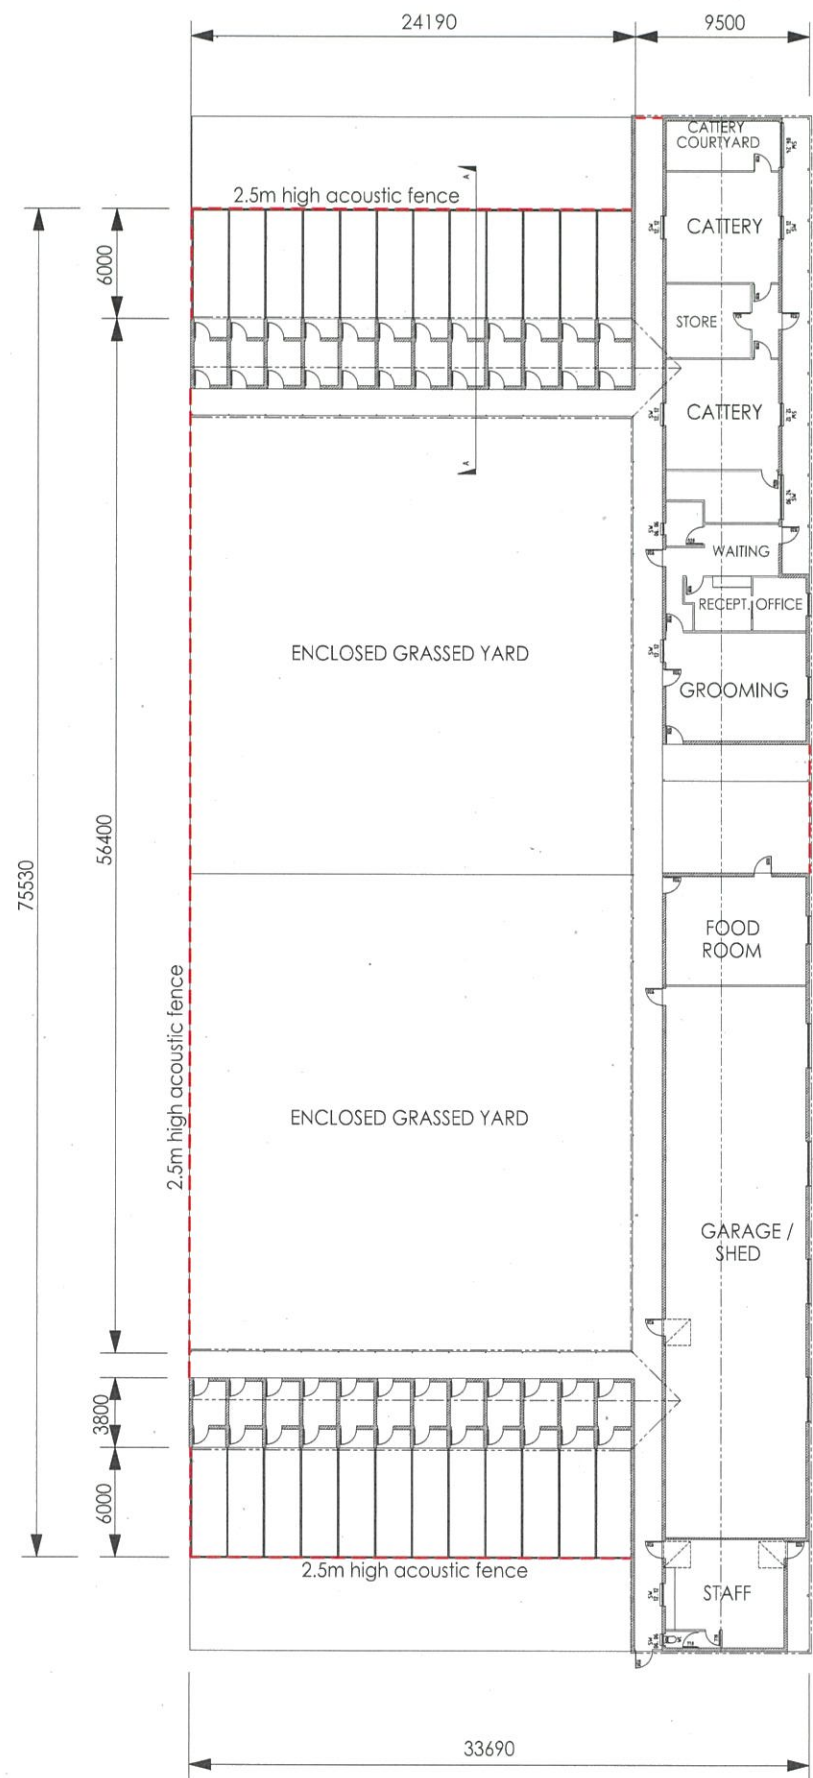 24190
9500
CATTERY
COURTYARD
2.5m high acoustic fence
A
6000
CATTERY
STORE
CATTERY
A
WAITING
RECEPT.
OFFICE
ENCLOSED GRASSED YARD
GROOMING
56400
75530
FOOD
ROOM
2.5m high acoustic fence
ENCLOSED GRASSED YARD
GARAGE /
SHED
3800
6000
2.5m high acoustic fence
STAFF
33690